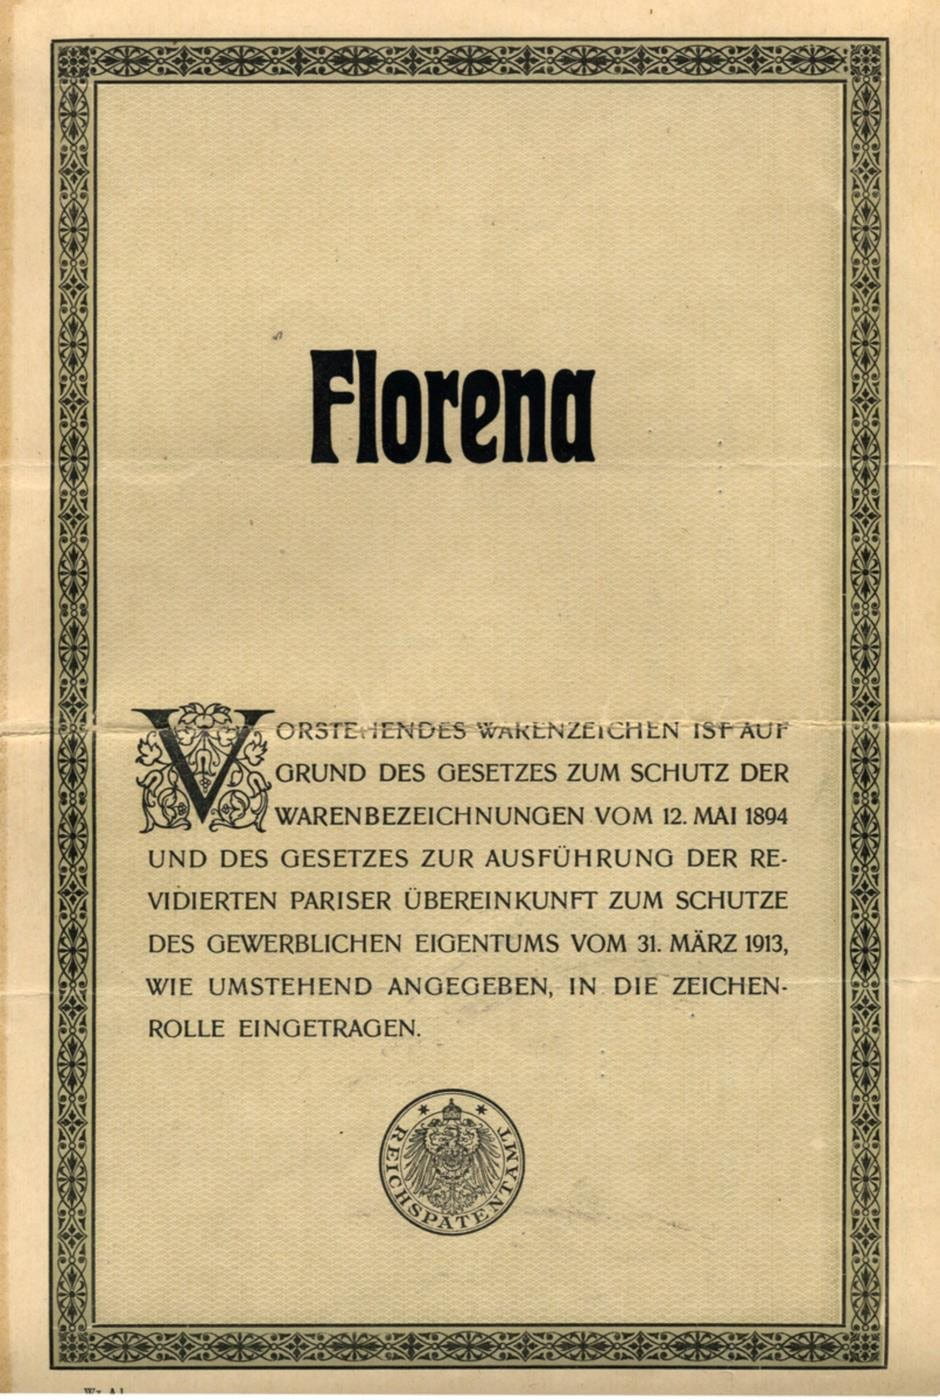 Florena
VORSTEHENDES WARENZEICHEN IST AUF
GRUND DES GESETZES ZUM SCHUTZ DER
WARENBEZEICHNUNGEN VOM 12. MAI 1894
UND DES GESETZES ZUR AUSFÜHRUNG DER RE-
VIDIERTEN PARISER ÜBEREINKUNFT ZUM SCHUTZE
DES GEWERBLICHEN EIGENTUMS VOM 31. MÄRZ 1913,
WIE UMSTEHEND ANGEGEBEN, IN DIE ZEICHEN-
ROLLE EINGETRAGEN.
REICHSPATENTAMT